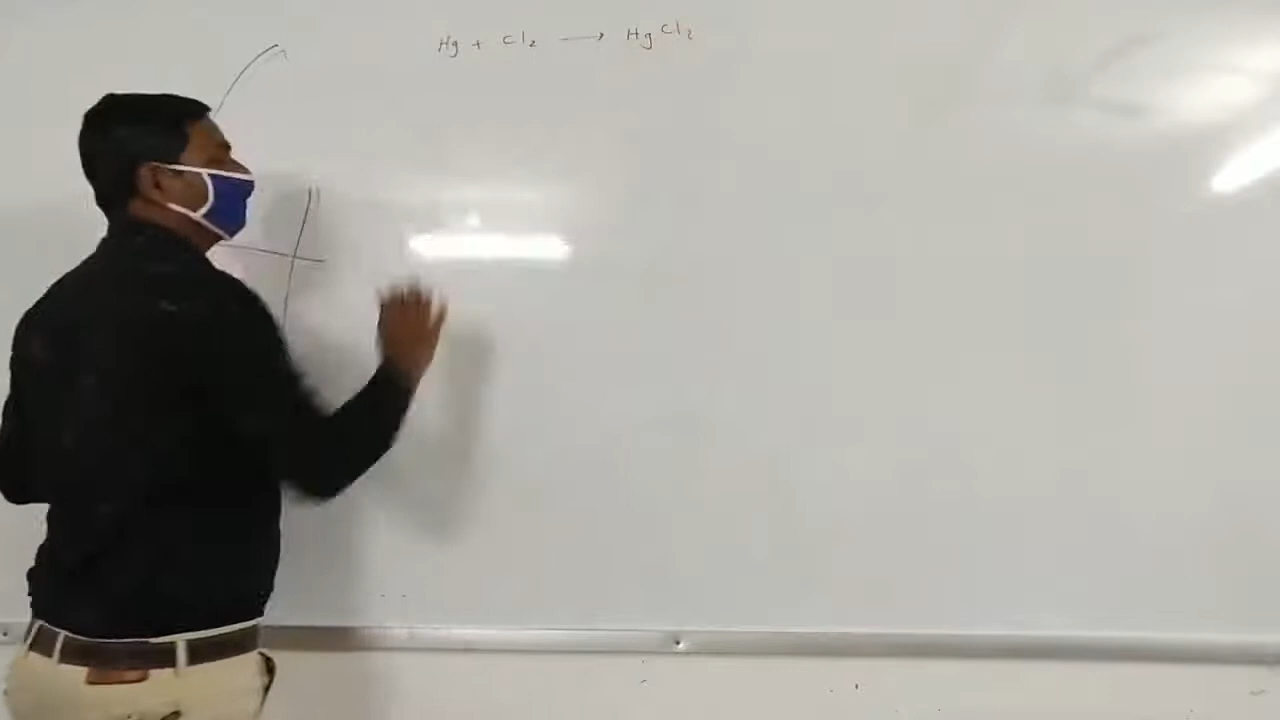 Hg + Cl₂ → HgCl₂